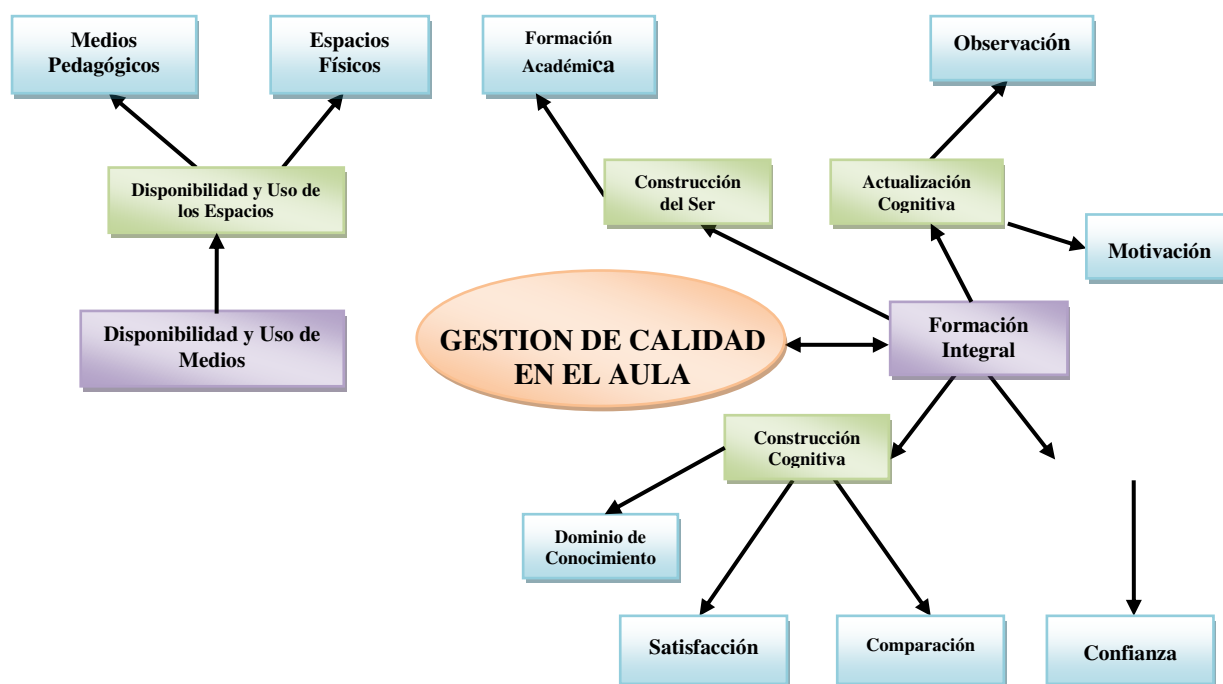 Medios
Pedagógicos
Espacios
Físicos
Formación
Académica
Observación
Disponibilidad y Uso de
los Espacios
Construcción
del Ser
Actualización
Cognitiva
Motivación
Disponibilidad y Uso de
Medios
GESTION DE CALIDAD
EN EL AULA
Formación
Integral
Construcción
Cognitiva
Dominio de
Conocimiento
Satisfacción
Comparación
Confianza